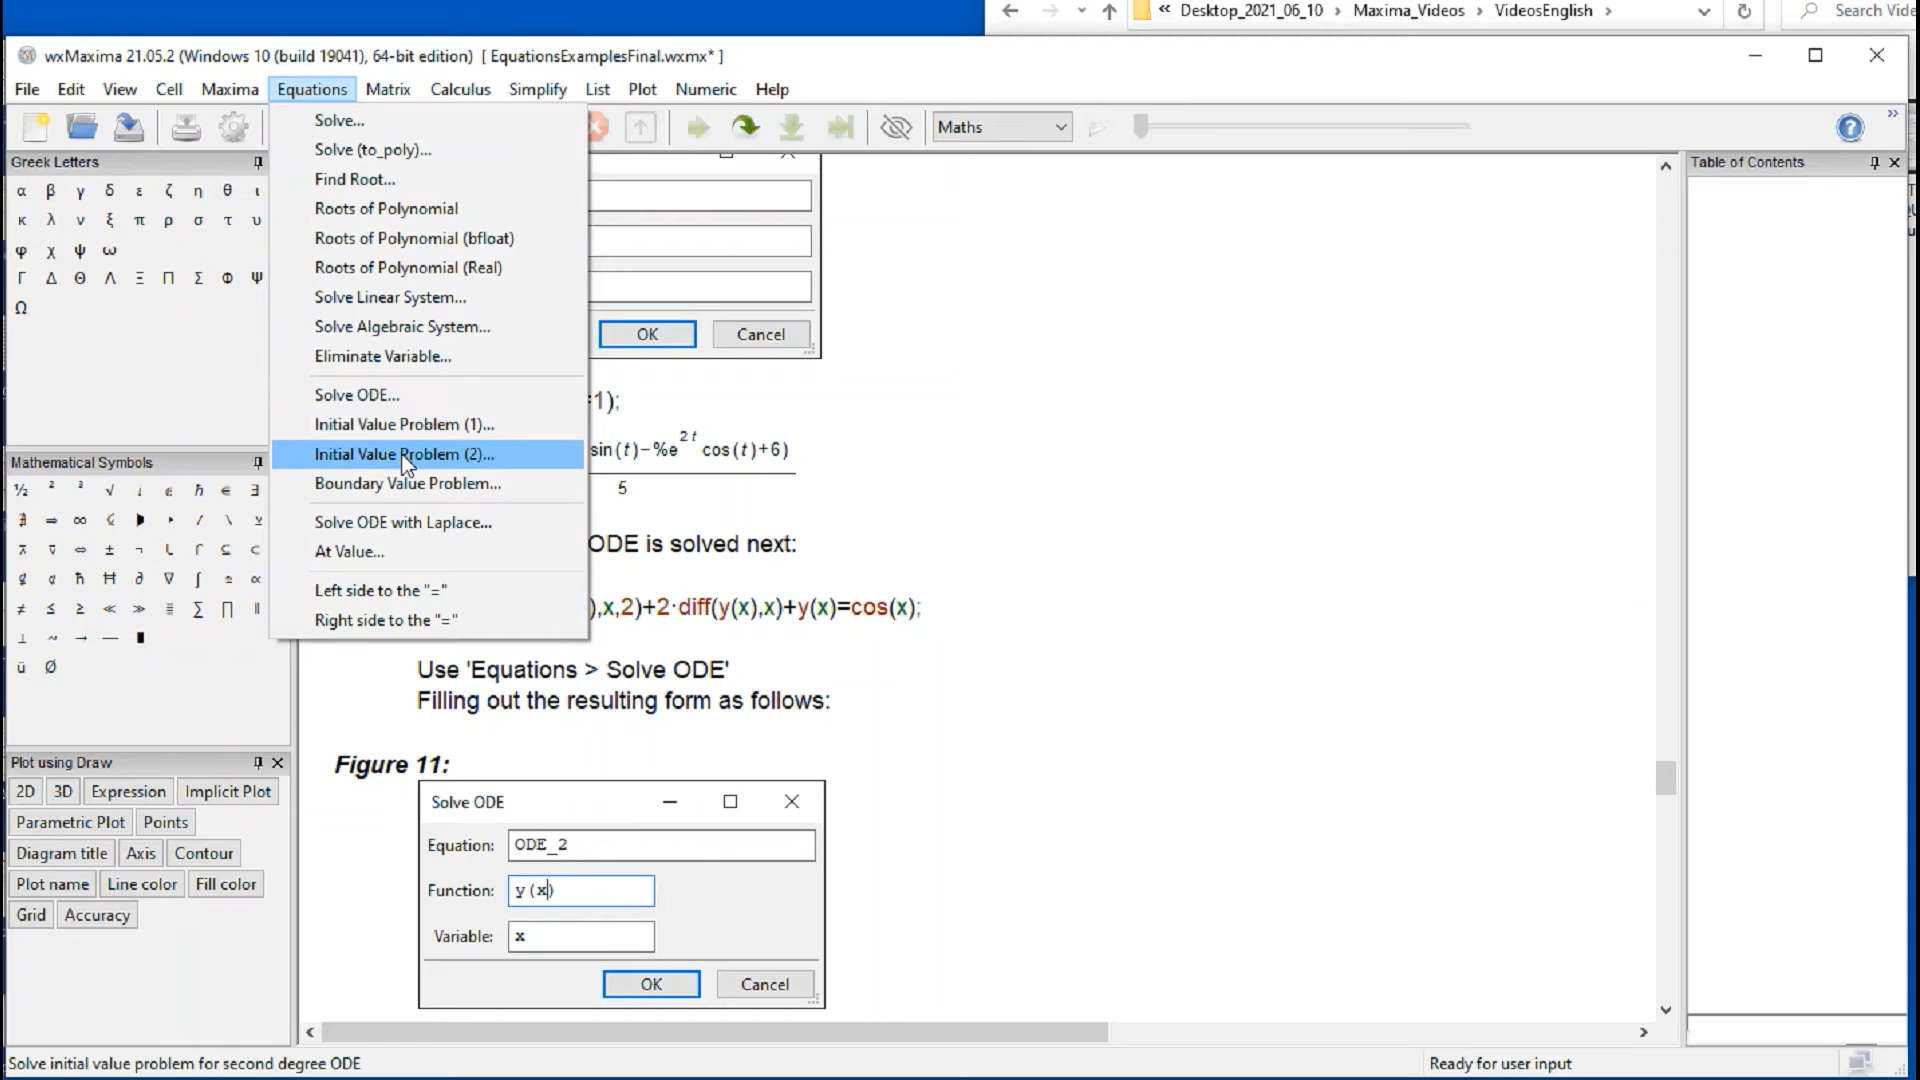 « Desktop_2021_06_10 › Maxima_Videos › VideosEnglish ›
Search Vide
wxMaxima 21.05.2 (Windows 10 (build 19041), 64-bit edition) [ EquationsExamplesFinal.wxmx* ]
File Edit View Cell Maxima Equations Matrix Calculus Simplify List Plot Numeric Help
Maths
Greek Letters
α β γ δ ε ζ η θ ι
κ λ ν ξ π ρ σ τ υ
φ χ ψ ω
Γ Δ Θ Λ Ξ Π Σ Φ Ψ
Ω
Mathematical Symbols
Plot using Draw
2D 3D Expression Implicit Plot
Parametric Plot Points
Diagram title Axis Contour
Plot name Line color Fill color
Grid Accuracy
Solve...
Solve (to_poly)...
Find Root...
Roots of Polynomial
Roots of Polynomial (bfloat)
Roots of Polynomial (Real)
Solve Linear System...
Solve Algebraic System...
Eliminate Variable...
Solve ODE...
Initial Value Problem (1)...
Initial Value Problem (2)...
Boundary Value Problem...
Solve ODE with Laplace...
At Value...
Left side to the "="
Right side to the "="
OK Cancel
=1);
sin(t)-%e^2t cos(t)+6)
5
ODE is solved next:
),x,2)+2·diff(y(x),x)+y(x)=cos(x);
Use 'Equations > Solve ODE'
Filling out the resulting form as follows:
Figure 11:
Solve ODE
Equation: ODE_2
Function: y(x)
Variable: x
OK Cancel
Table of Contents
Solve initial value problem for second degree ODE
Ready for user input